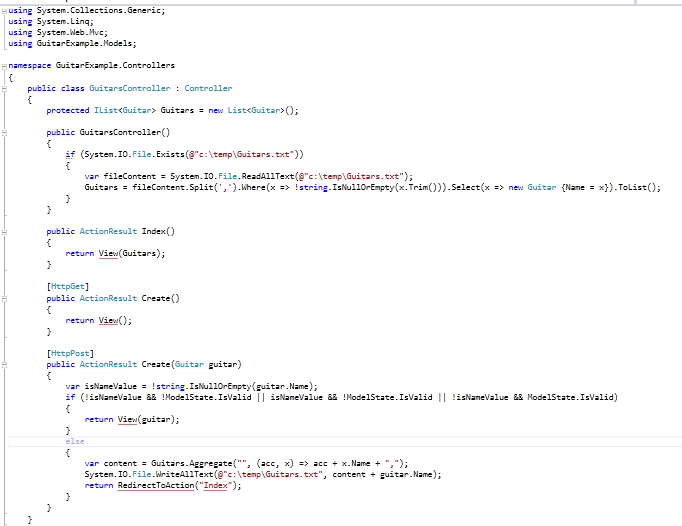 using System.Collections.Generic;
using System.Linq;
using System.Web.Mvc;
using GuitarExample.Models;
namespace GuitarExample.Controllers
{
public class GuitarsController : Controller
{
protected IList<Guitar> Guitars = new List<Guitar>();
public GuitarsController()
{
if (System.IO.File.Exists(@"c:\temp\Guitars.txt"))
{
var fileContent = System.IO.File.ReadAllText(@"c:\temp\Guitars.txt");
Guitars = fileContent.Split(',').Where(x => !string.IsNullOrEmpty(x.Trim())).Select(x => new Guitar {Name = x}).ToList();
}
}
public ActionResult Index()
{
return View(Guitars);
}
[HttpGet]
public ActionResult Create()
{
return View();
}
[HttpPost]
public ActionResult Create(Guitar guitar)
{
var isNameValue = !string.IsNullOrEmpty(guitar.Name);
if (!isNameValue && !ModelState.IsValid || isNameValue && !ModelState.IsValid || !isNameValue && ModelState.IsValid)
{
return View(guitar);
}
else
{
var content = Guitars.Aggregate("", (acc, x) => acc + x.Name + ",");
System.IO.File.WriteAllText(@"c:\temp\Guitars.txt", content + guitar.Name);
return RedirectToAction("Index");
}
}
}